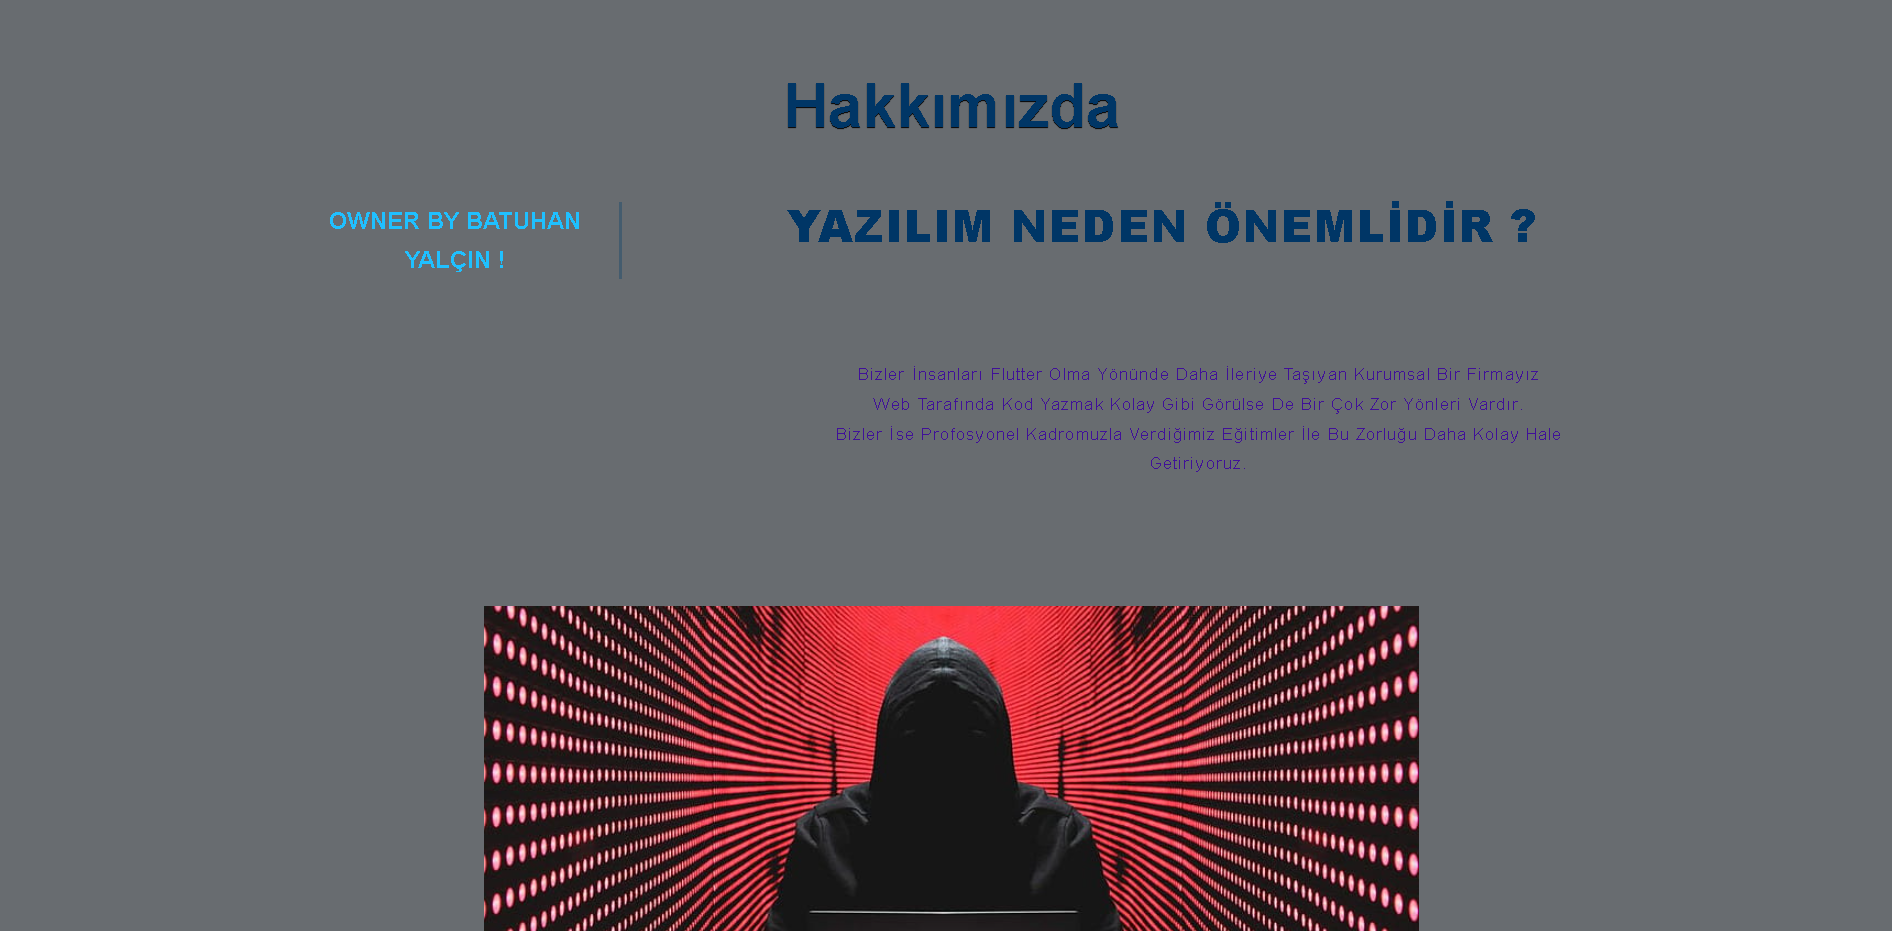 Hakkımızda
OWNER BY BATUHAN
YALÇIN !
YAZILIM NEDEN ÖNEMLİDİR ?
Bizler İnsanları Flutter Olma Yönünde Daha İleriye Taşıyan Kurumsal Bir Firmayız
Web Tarafında Kod Yazmak Kolay Gibi Görülse De Bir Çok Zor Yönleri Vardır.
Bizler İse Profosyonel Kadromuzla Verdiğimiz Eğitimler İle Bu Zorluğu Daha Kolay Hale
Getiriyoruz.